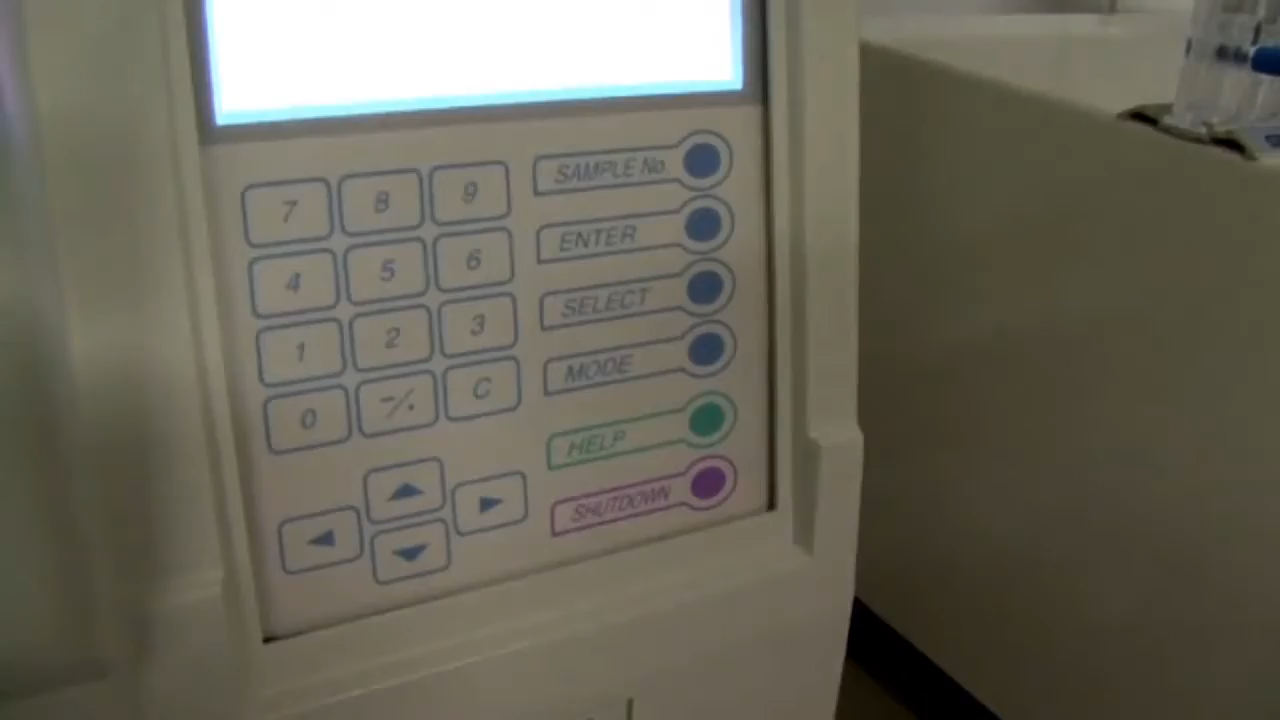 7 8 9
4 5 6
1 2 3
0 -/. C
SAMPLE No.
ENTER
SELECT
MODE
HELP
SHUTDOWN